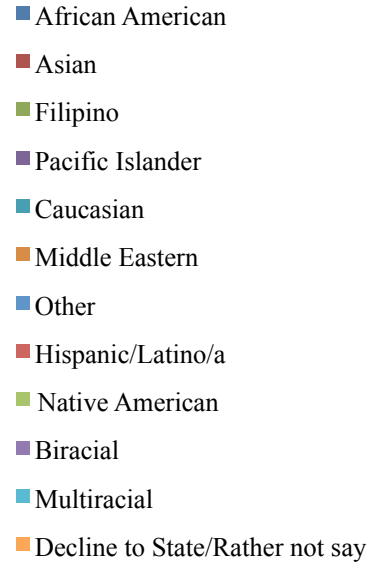 African American
Asian
Filipino
Pacific Islander
Caucasian
Middle Eastern
Other
Hispanic/Latino/a
Native American
Biracial
Multiracial
Decline to State/Rather not say